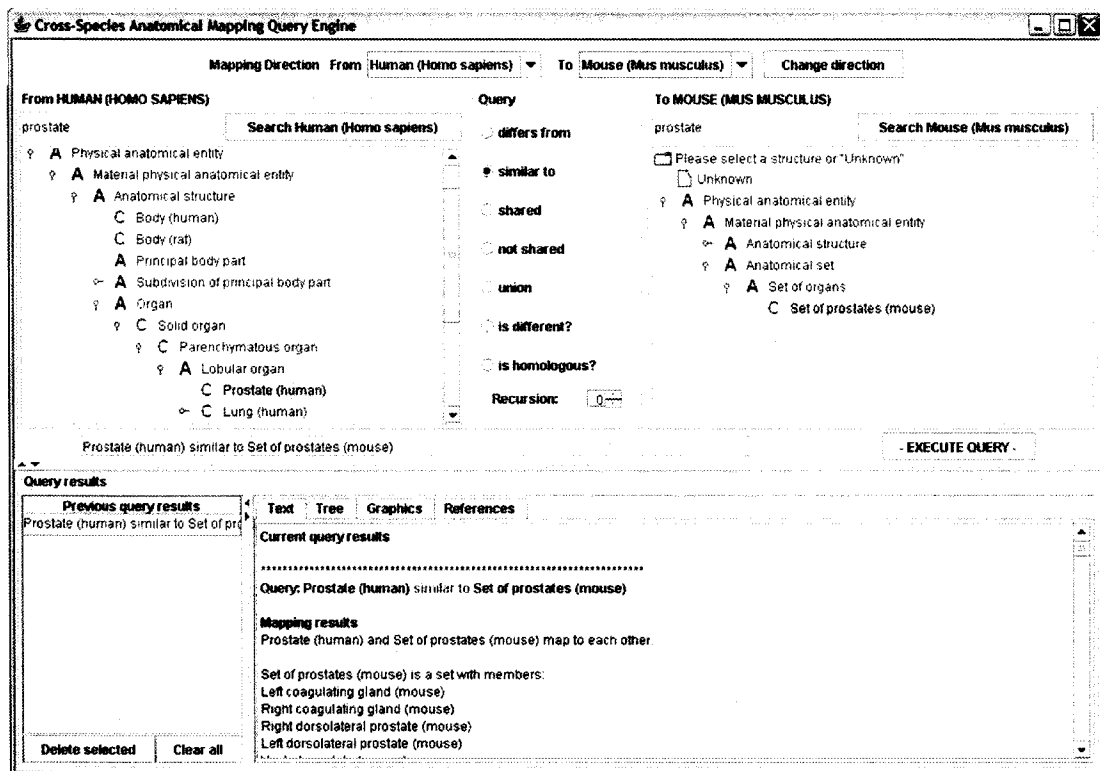 Cross-Species Anatomical Mapping Query Engine
Mapping Direction From Human (Homo sapiens) To Mouse (Mus musculus) Change direction
From HUMAN (HOMO SAPIENS)
prostate Search Human (Homo sapiens)
A Physical anatomical entity
A Material physical anatomical entity
A Anatomical structure
C Body (human)
C Body (rat)
A Principal body part
A Subdivision of principal body part
A Organ
C Solid organ
C Parenchymatous organ
A Lobular organ
C Prostate (human)
C Lung (human)
Query
differs from
similar to
shared
not shared
union
is different?
is homologous?
Recursion: 0
To MOUSE (MUS MUSCULUS)
prostate Search Mouse (Mus musculus)
Please select a structure or "Unknown"
Unknown
A Physical anatomical entity
A Material physical anatomical entity
A Anatomical structure
A Anatomical set
A Set of organs
C Set of prostates (mouse)
Prostate (human) similar to Set of prostates (mouse) - EXECUTE QUERY -
Query results
Previous query results
Prostate (human) similar to Set of pro
Delete selected Clear all
Text Tree Graphics References
Current query results
************************************************************************
Query: Prostate (human) similar to Set of prostates (mouse)
Mapping results
Prostate (human) and Set of prostates (mouse) map to each other.
Set of prostates (mouse) is a set with members:
Left coagulating gland (mouse)
Right coagulating gland (mouse)
Right dorsolateral prostate (mouse)
Left dorsolateral prostate (mouse)